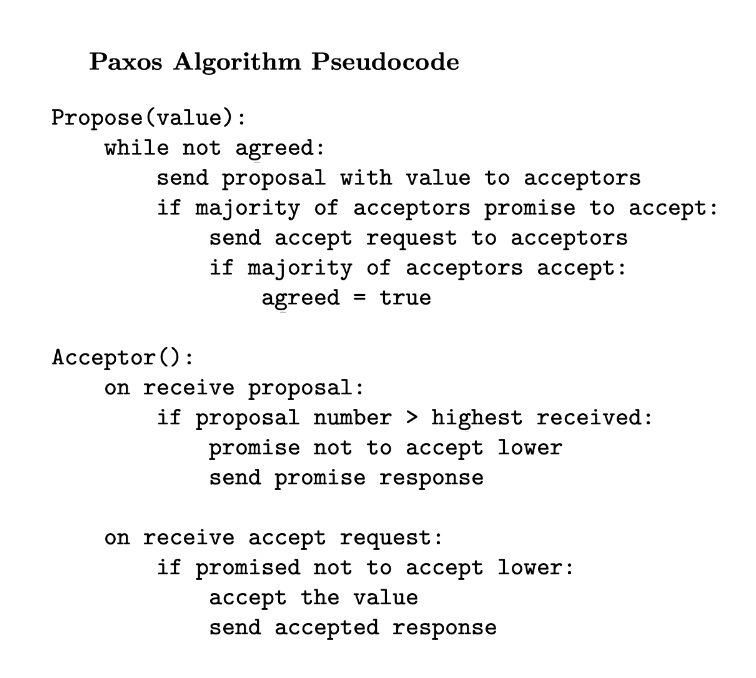 Paxos Algorithm Pseudocode
Propose(value):
while not agreed:
send proposal with value to acceptors
if majority of acceptors promise to accept:
send accept request to acceptors
if majority of acceptors accept:
agreed = true
Acceptor():
on receive proposal:
if proposal number > highest received:
promise not to accept lower
send promise response
on receive accept request:
if promised not to accept lower:
accept the value
send accepted response